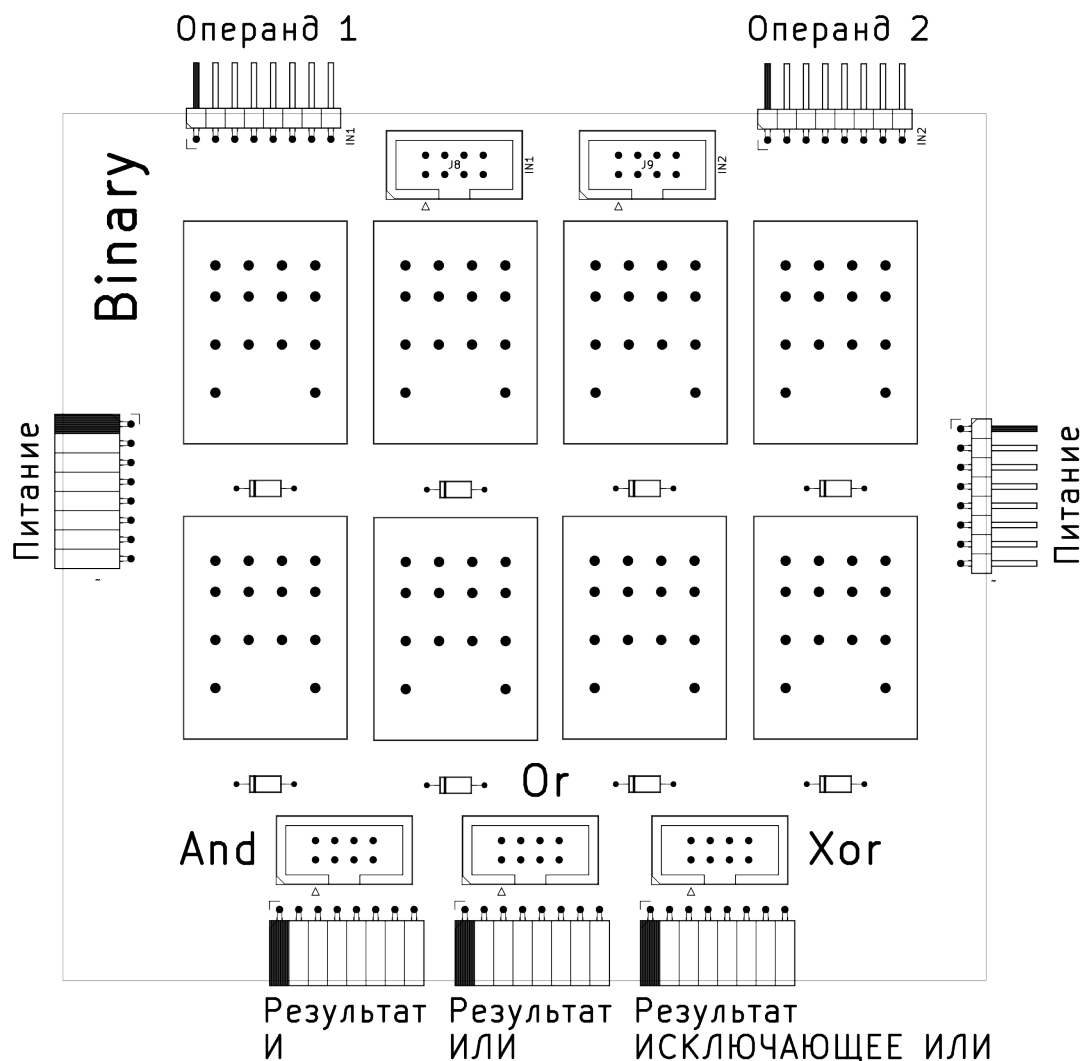 Операнд 1
Операнд 2
IN1
IN2
Binary
J8
IN1
J9
IN2
Питание
Питание
~
~
Or
And
Xor
Результат
И
Результат
ИЛИ
Результат
ИСКЛЮЧАЮЩЕЕ ИЛИ